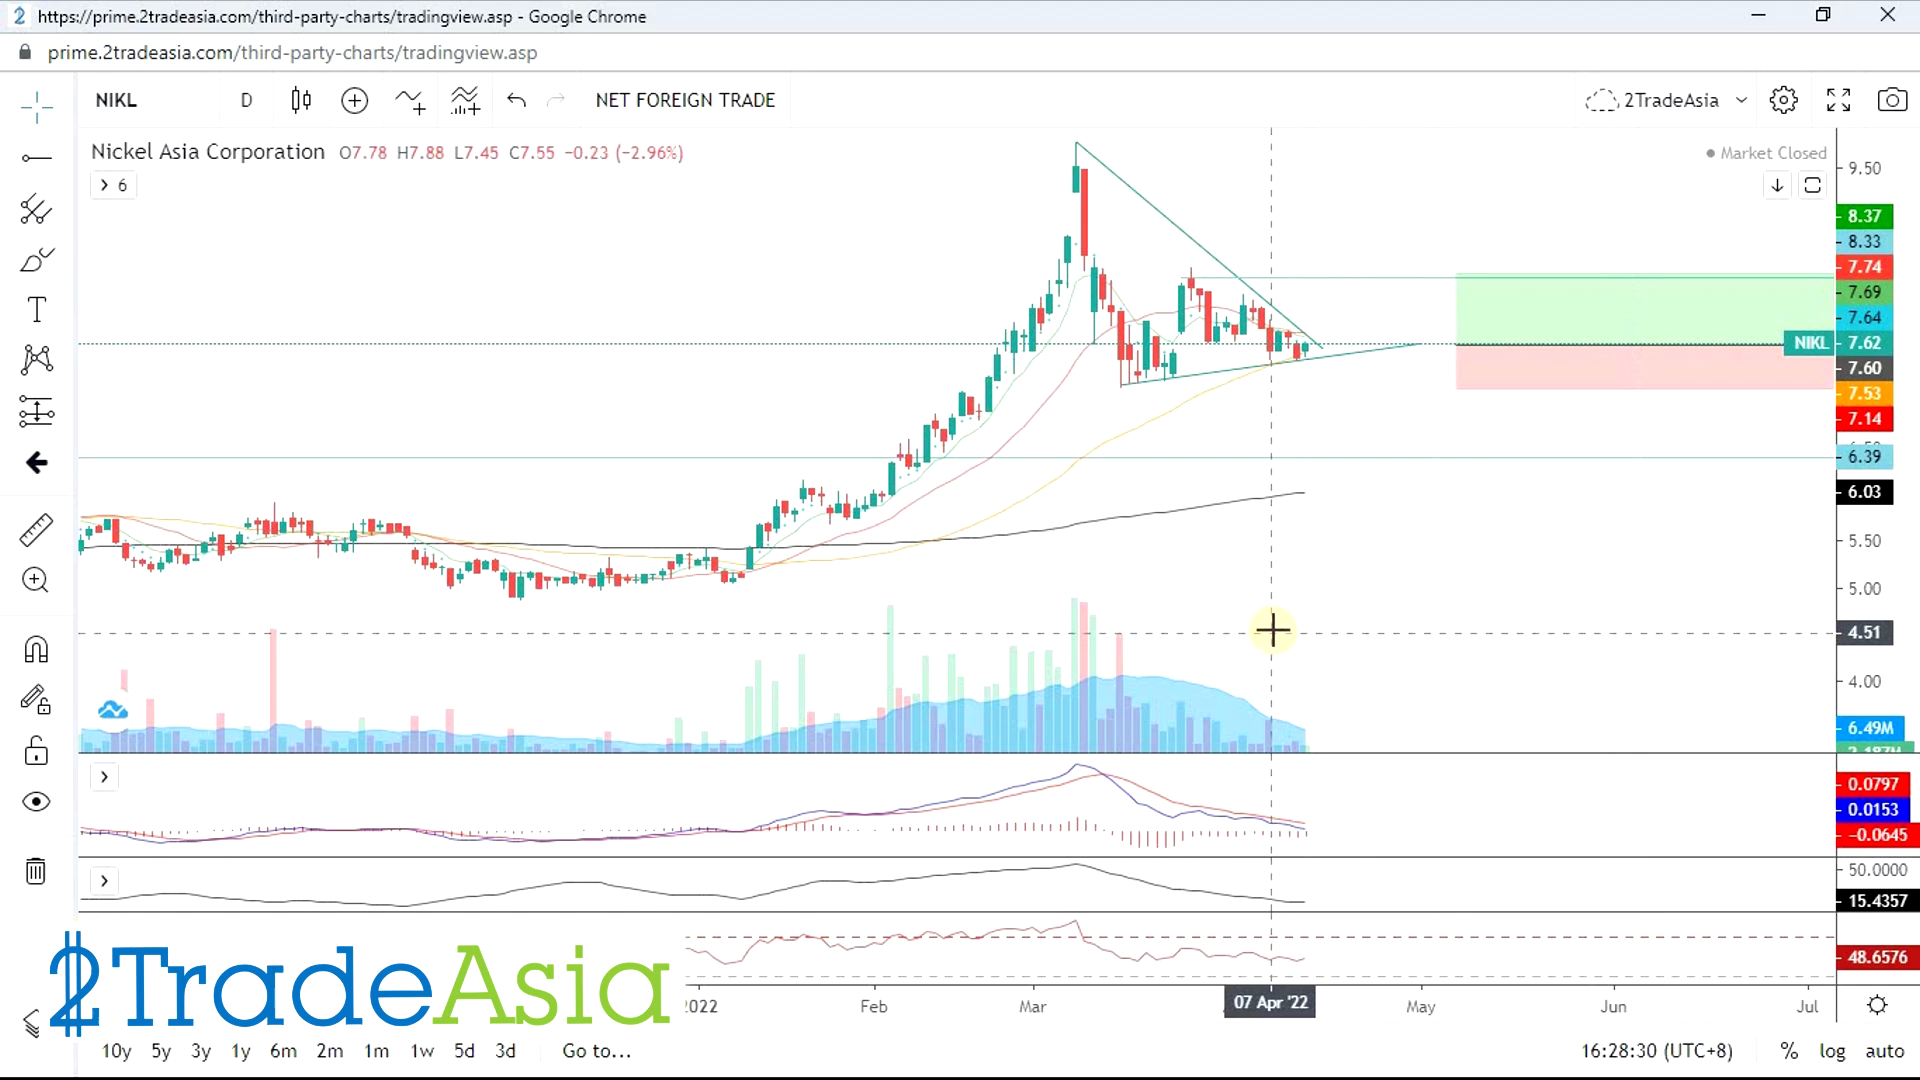 https://prime.2tradeasia.com/third-party-charts/tradingview.asp - Google Chrome
prime.2tradeasia.com/third-party-charts/tradingview.asp
NIKL D NET FOREIGN TRADE 2TradeAsia
Nickel Asia Corporation O7.78 H7.88 L7.45 C7.55 −0.23 (−2.96%)
Market Closed
6
9.50
8.37
8.33
7.74
7.69
7.64
NIKL 7.62
7.60
7.53
7.14
6.39
6.03
5.50
5.00
4.51
4.00
6.49M
0.0797
0.0153
−0.0645
50.0000
15.4357
48.6576
2TradeAsia
2022 Feb Mar 07 Apr '22 May Jun Jul
10y 5y 3y 1y 6m 2m 1m 1w 5d 3d Go to... 16:28:30 (UTC+8) % log auto